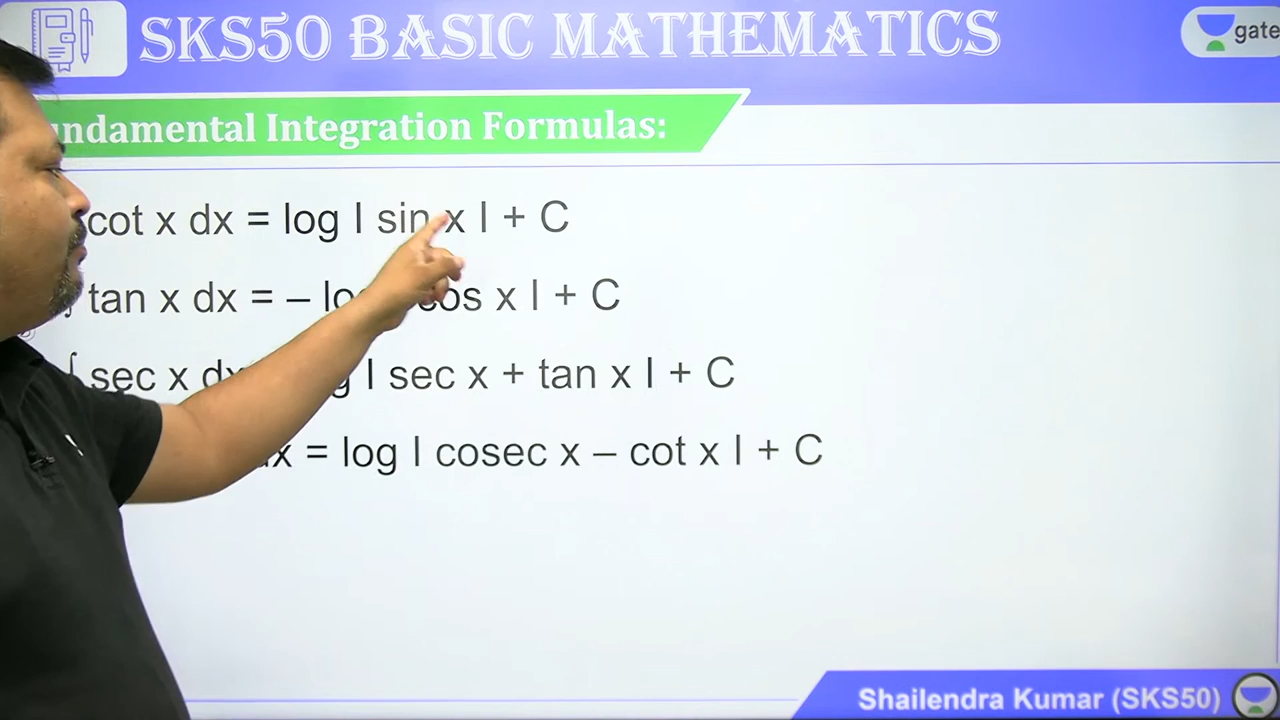 SKS50 BASIC MATHEMATICS
gate
ndamental Integration Formulas:
cot x dx = log I sin x I + C
∫ tan x dx = – cos x I + C
∫ sec x I sec x + tan x I + C
x = log I cosec x – cot x I + C
Shailendra Kumar (SKS50)